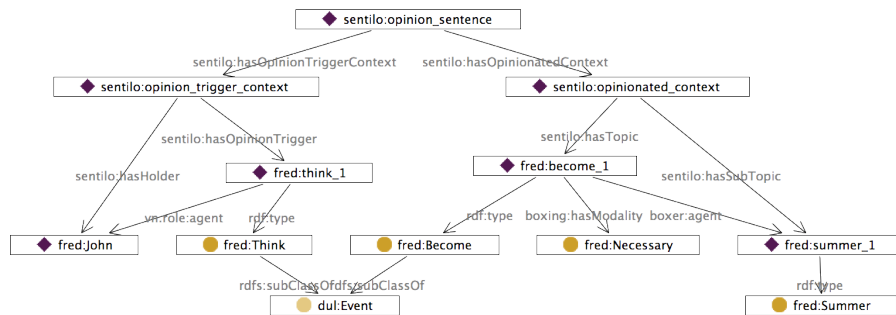 sentilo:opinion_sentence
sentilo:hasOpinionTriggerContext
sentilo:hasOpinionatedContext
sentilo:opinion_trigger_context
sentilo:opinionated_context
sentilo:hasOpinionTrigger
sentilo:hasTopic
fred:think_1
fred:become_1
sentilo:hasHolder
sentilo:hasSubTopic
vn.role:agent
rdf:type
rdf:type
boxing:hasModality
boxer:agent
fred:John
fred:Think
fred:Become
fred:Necessary
fred:summer_1
rdfs:subClassOf
dfs:subClassOf
rdf:type
dul:Event
fred:Summer